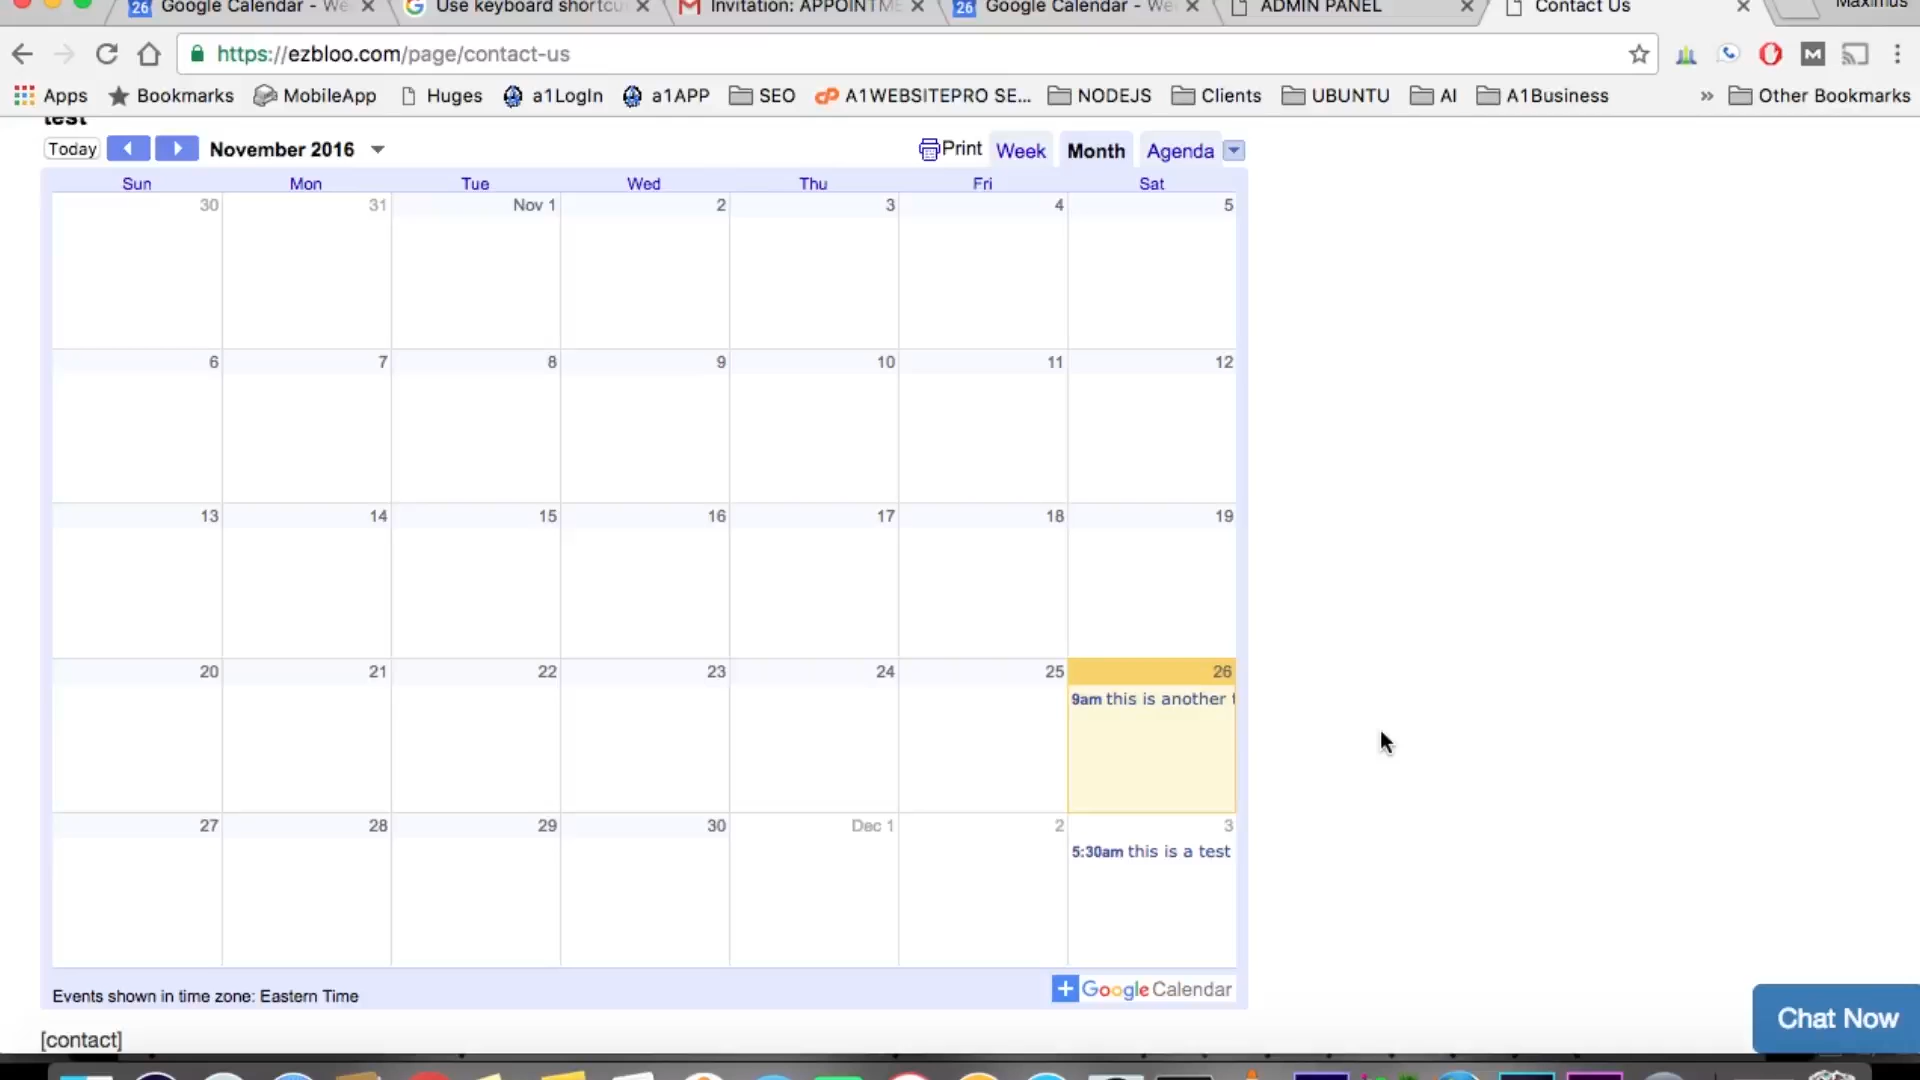 26 Google Calendar - We
Use keyboard shortcu
Invitation: APPOINTME
26 Google Calendar - We
ADMIN PANEL
Contact Us
Maximus
https://ezbloo.com/page/contact-us
Apps Bookmarks MobileApp Huges a1LogIn a1APP SEO A1WEBSITEPRO SE... NODEJS Clients UBUNTU AI A1Business » Other Bookmarks
test
Today November 2016 Print Week Month Agenda
Sun Mon Tue Wed Thu Fri Sat
30 31 Nov 1 2 3 4 5
6 7 8 9 10 11 12
13 14 15 16 17 18 19
20 21 22 23 24 25 26
9am this is another t
27 28 29 30 Dec 1 2 3
5:30am this is a test
Events shown in time zone: Eastern Time
+ Google Calendar
[contact]
Chat Now